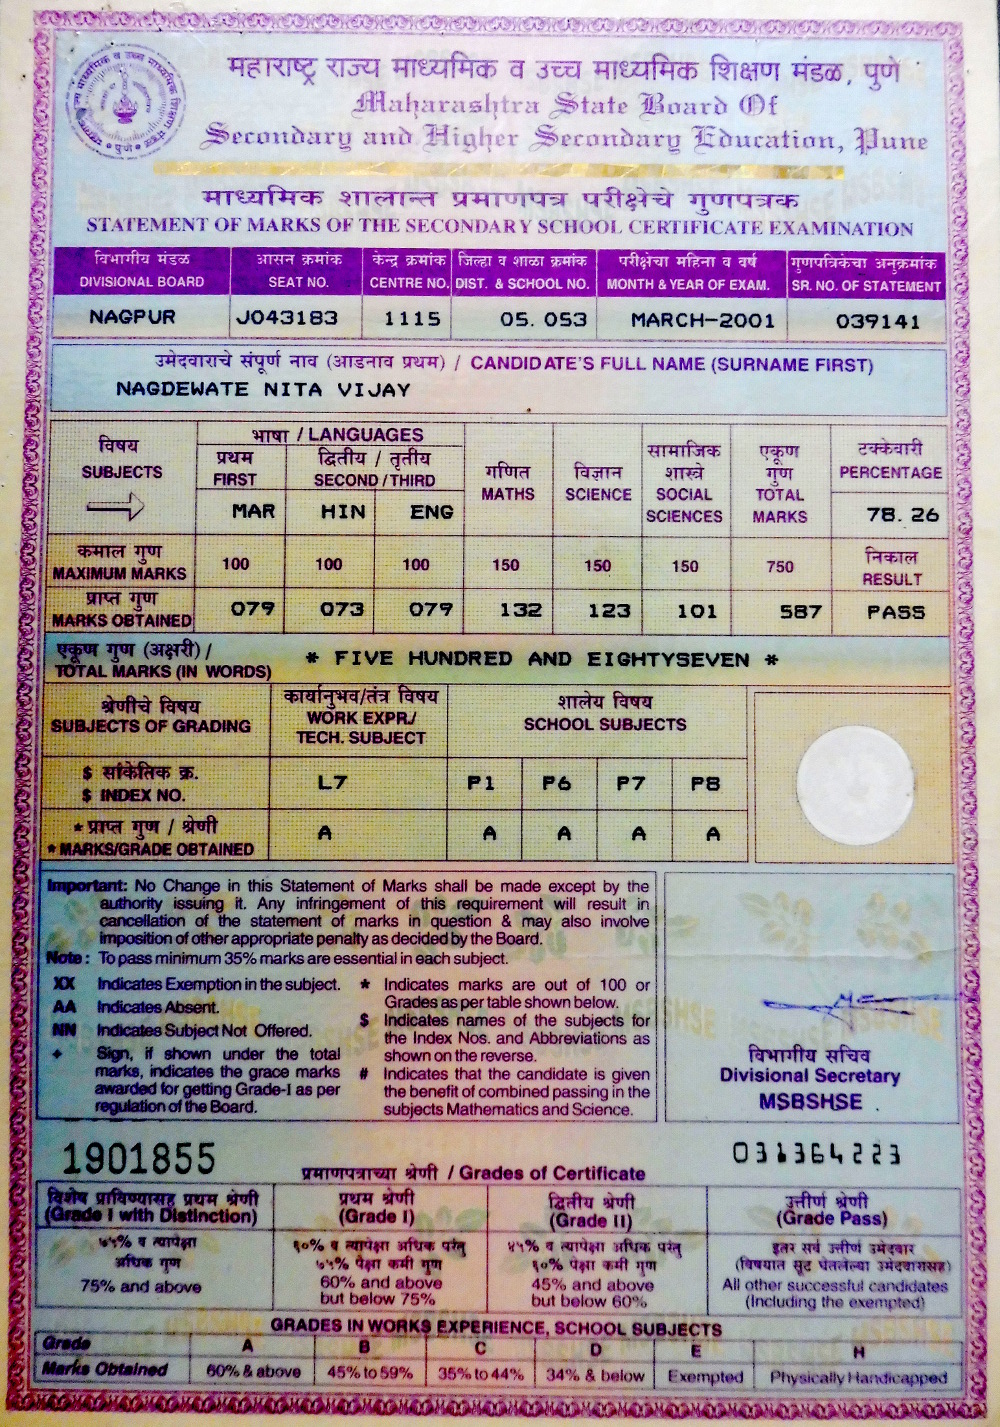 महाराष्ट्र राज्य माध्यमिक व उच्च माध्यमिक शिक्षण मंडळ, पुणे
Maharashtra State Board Of
Secondary and Higher Secondary Education, Pune
माध्यमिक शालान्त प्रमाणपत्र परीक्षेचे गुणपत्रक
STATEMENT OF MARKS OF THE SECONDARY SCHOOL CERTIFICATE EXAMINATION
विभागीय मंडळ आसन क्रमांक केन्द्र क्रमांक जिल्हा व शाळा क्रमांक परीक्षेचा महिना व वर्ष गुणपत्रिकेचा अनुक्रमांक
DIVISIONAL BOARD SEAT NO. CENTRE NO. DIST. & SCHOOL NO. MONTH & YEAR OF EXAM. SR. NO. OF STATEMENT
NAGPUR J043183 1115 05. 053 MARCH-2001 039141
उमेदवाराचे संपूर्ण नाव (आडनाव प्रथम) / CANDIDATE'S FULL NAME (SURNAME FIRST)
NAGDEWATE NITA VIJAY
विषय
SUBJECTS
भाषा / LANGUAGES
प्रथम
FIRST
द्वितीय / तृतीय
SECOND / THIRD
MAR HIN ENG
गणित
MATHS
विज्ञान
SCIENCE
सामाजिक
शास्त्रे
SOCIAL
SCIENCES
एकूण
गुण
TOTAL
MARKS
टक्केवारी
PERCENTAGE
78. 26
कमाल गुण
MAXIMUM MARKS 100 100 100 150 150 150 750
निकाल
RESULT
प्राप्त गुण
MARKS OBTAINED 079 073 079 132 123 101 587 PASS
एकूण गुण (अक्षरी) /
TOTAL MARKS (IN WORDS) * FIVE HUNDRED AND EIGHTYSEVEN *
श्रेणीचे विषय
SUBJECTS OF GRADING
कार्यानुभव/तंत्र विषय
WORK EXPR./
TECH. SUBJECT
शालेय विषय
SCHOOL SUBJECTS
$ सांकेतिक क्र.
$ INDEX NO. L7 P1 P6 P7 P8
* प्राप्त गुण / श्रेणी
* MARKS/GRADE OBTAINED A A A A A
Important: No Change in this Statement of Marks shall be made except by the
authority issuing it. Any infringement of this requirement will result in
cancellation of the statement of marks in question & may also involve
imposition of other appropriate penalty as decided by the Board.
Note : To pass minimum 35% marks are essential in each subject.
XX Indicates Exemption in the subject.
AA Indicates Absent.
NN Indicates Subject Not Offered.
+ Sign, if shown under the total
marks, indicates the grace marks
awarded for getting Grade-I as per
regulation of the Board.
* Indicates marks are out of 100 or
Grades as per table shown below.
$ Indicates names of the subjects for
the Index Nos. and Abbreviations as
shown on the reverse.
# Indicates that the candidate is given
the benefit of combined passing in the
subjects Mathematics and Science.
विभागीय सचिव
Divisional Secretary
MSBSHSE
1901855
031364223
प्रमाणपत्राच्या श्रेणी / Grades of Certificate
विशेष प्राविण्यासह प्रथम श्रेणी प्रथम श्रेणी द्वितीय श्रेणी उत्तीर्ण श्रेणी
(Grade I with Distinction) (Grade I) (Grade II) (Grade Pass)
७५% व त्यापेक्षा
अधिक गुण
75% and above
६०% व त्यापेक्षा अधिक परंतु
७५% पेक्षा कमी गुण
60% and above
but below 75%
४५% व त्यापेक्षा अधिक परंतु
६०% पेक्षा कमी गुण
45% and above
but below 60%
इतर सर्व उत्तीर्ण उमेदवार
(विषयात सूट घेतलेल्या उमेदवारासह)
All other successful candidates
(Including the exempted)
GRADES IN WORKS EXPERIENCE, SCHOOL SUBJECTS
Grade A B C D E H
Marks Obtained 60% & above 45% to 59% 35% to 44% 34% & below Exempted Physically Handicapped